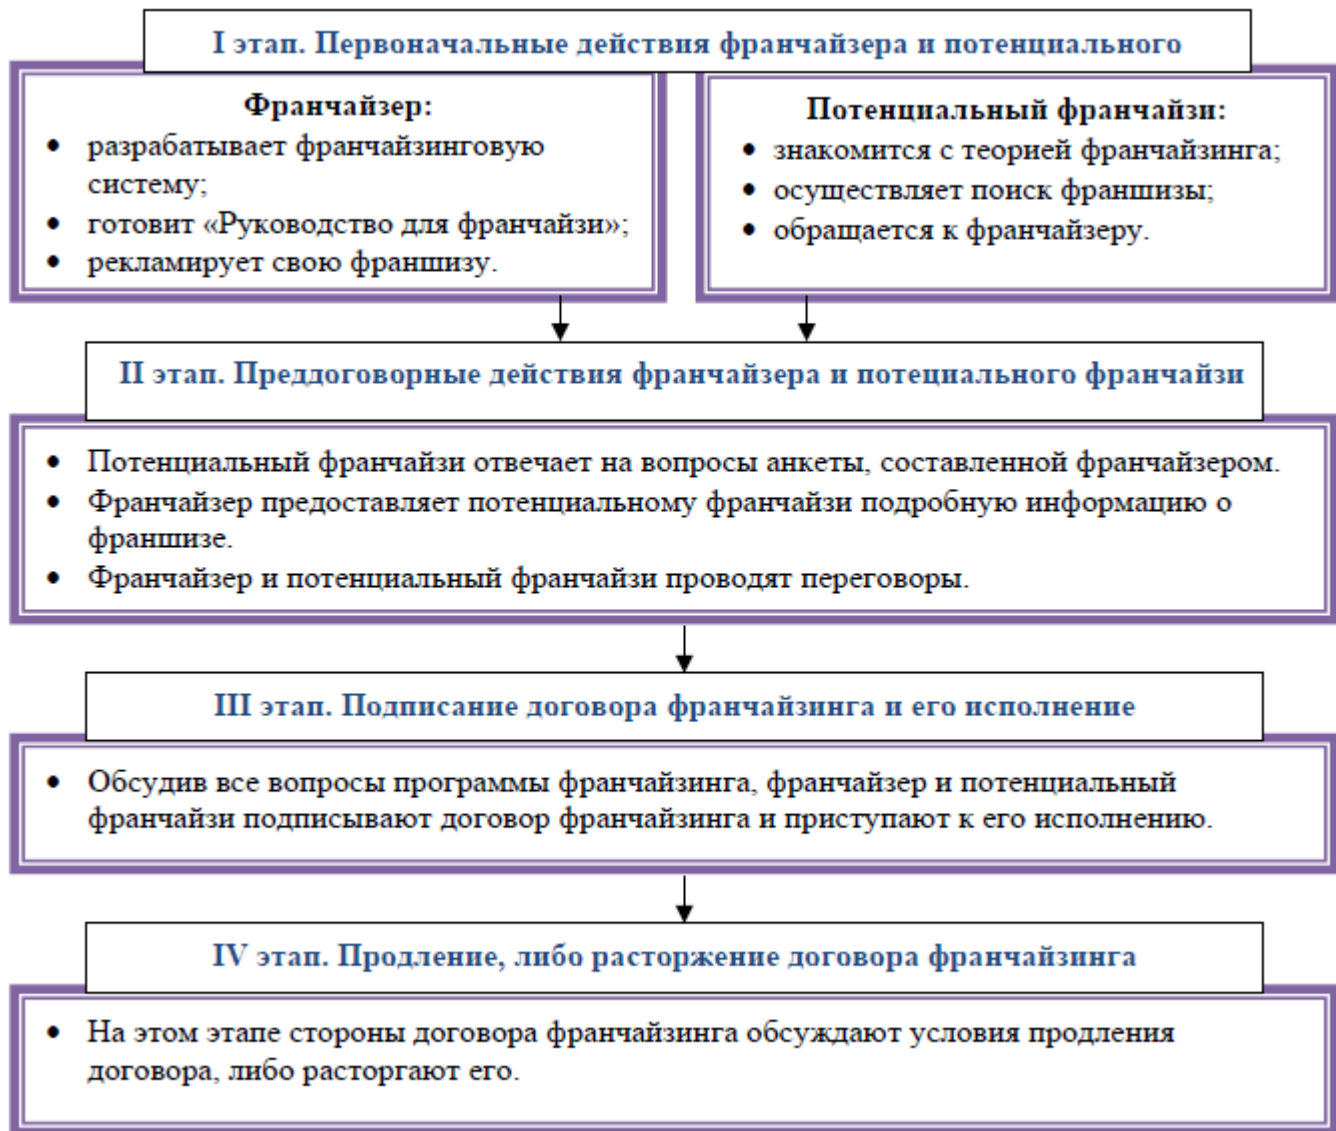 I этап. Первоначальные действия франчайзера и потенциального
Франчайзер:
• разрабатывает франчайзинговую
систему;
• готовит «Руководство для франчайзи»;
• рекламирует свою франшизу.
Потенциальный франчайзи:
• знакомится с теорией франчайзинга;
• осуществляет поиск франшизы;
• обращается к франчайзеру.
II этап. Преддоговорные действия франчайзера и потециального франчайзи
• Потенциальный франчайзи отвечает на вопросы анкеты, составленной франчайзером.
• Франчайзер предоставляет потенциальному франчайзи подробную информацию о
франшизе.
• Франчайзер и потенциальный франчайзи проводят переговоры.
III этап. Подписание договора франчайзинга и его исполнение
• Обсудив все вопросы программы франчайзинга, франчайзер и потенциальный
франчайзи подписывают договор франчайзинга и приступают к его исполнению.
IV этап. Продление, либо расторжение договора франчайзинга
• На этом этапе стороны договора франчайзинга обсуждают условия продления
договора, либо расторгают его.